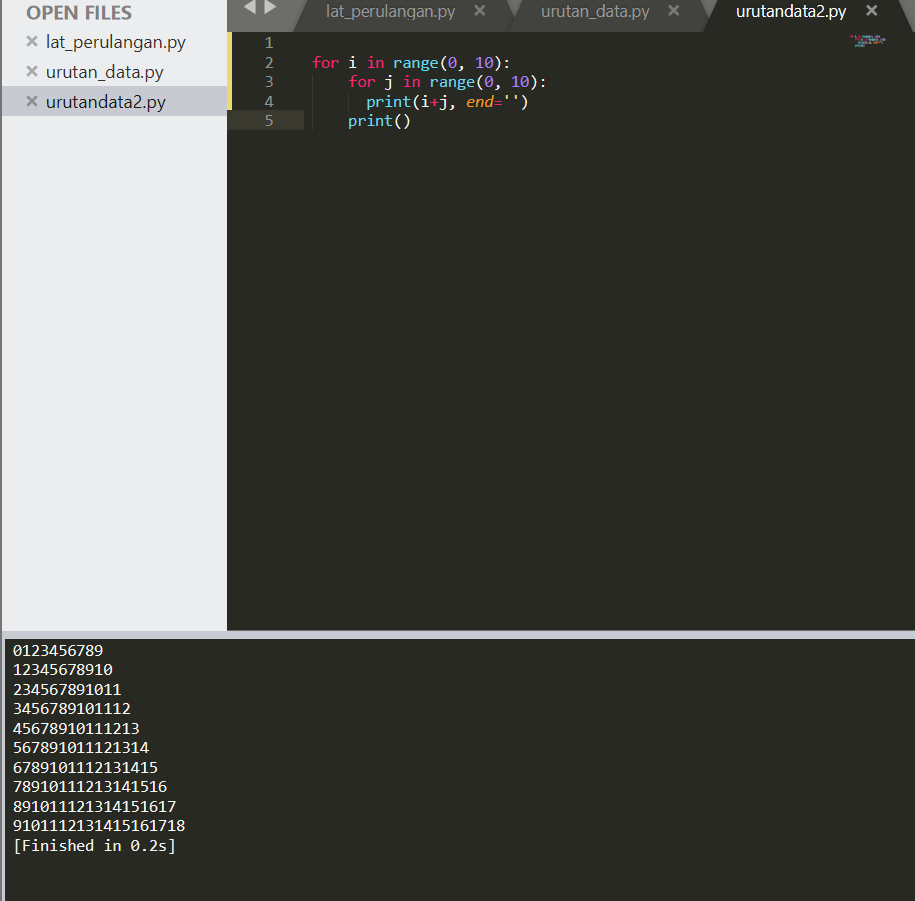 OPEN FILES
× lat_perulangan.py
× urutan_data.py
× urutandata2.py
lat_perulangan.py × urutan_data.py × urutandata2.py ×
1
2 for i in range(0, 10):
3     for j in range(0, 10):
4       print(i+j, end='')
5     print()
0123456789
12345678910
234567891011
3456789101112
45678910111213
567891011121314
6789101112131415
78910111213141516
891011121314151617
9101112131415161718
[Finished in 0.2s]